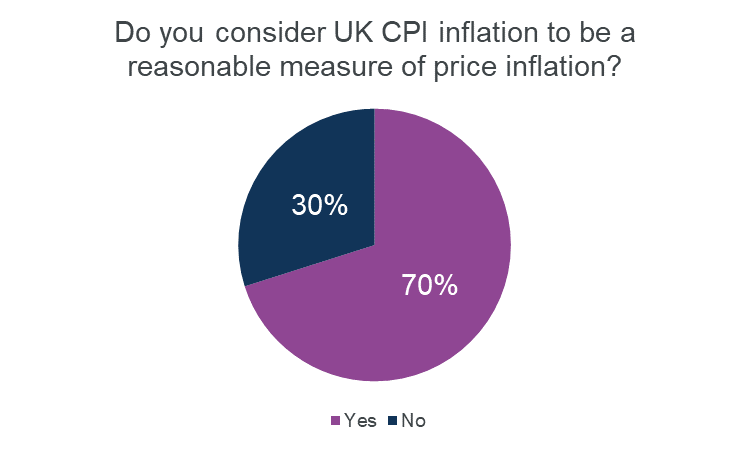 Do you consider UK CPI inflation to be a
reasonable measure of price inflation?
30%
70%
Yes No